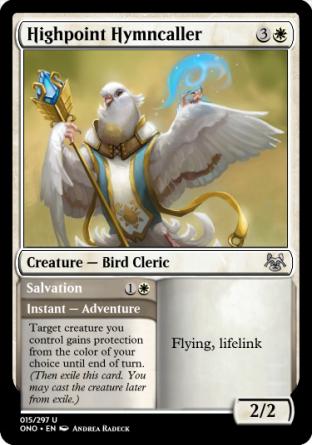 Highpoint Hymncaller 3
Creature — Bird Cleric
Salvation 1
Instant — Adventure
Target creature you
control gains protection
from the color of your
choice until end of turn.
(Then exile this card. You
may cast the creature later
from exile.)
Flying, lifelink
2/2
015/297 U
ONO • EN Andrea Radeck